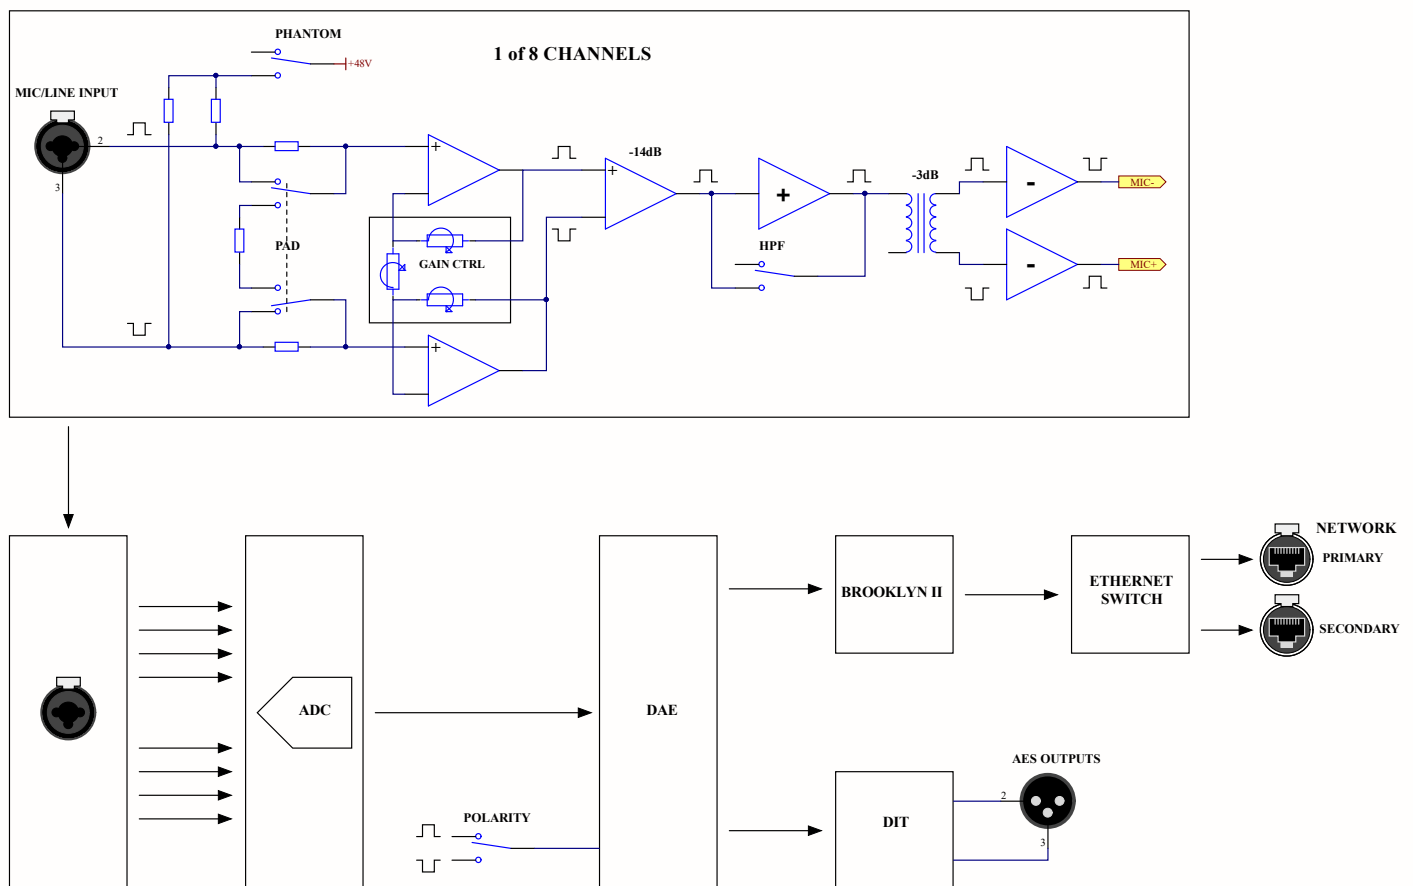 PHANTOM
1 of 8 CHANNELS
+48V
MIC/LINE INPUT
2
3
+
-14dB
+
+
-3dB
-
MIC-
PAD
GAIN CTRL
HPF
-
MIC+
+
NETWORK
PRIMARY
BROOKLYN II
ETHERNET
SWITCH
SECONDARY
ADC
DAE
AES OUTPUTS
2
POLARITY
DIT
3